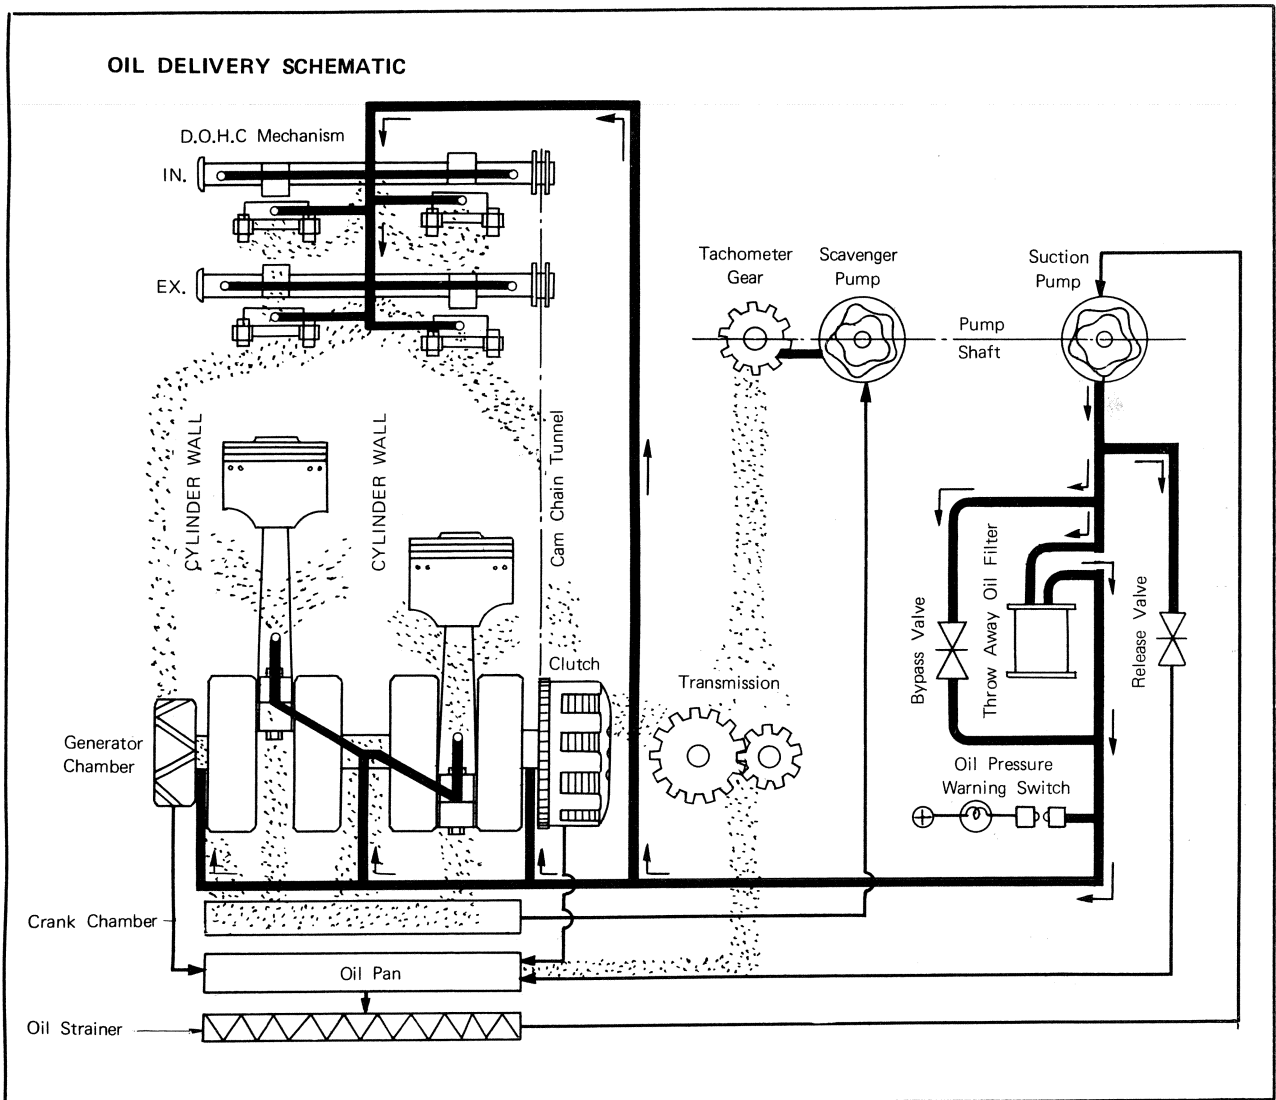 OIL DELIVERY SCHEMATIC
D.O.H.C Mechanism
IN.
EX.
Tachometer
Gear
Scavenger
Pump
Suction
Pump
Pump
Shaft
CYLINDER WALL
CYLINDER WALL
Cam Chain Tunnel
Bypass Valve
Throw Away Oil Filter
Release Valve
Clutch
Transmission
Generator
Chamber
Oil Pressure
Warning Switch
Crank Chamber
Oil Pan
Oil Strainer